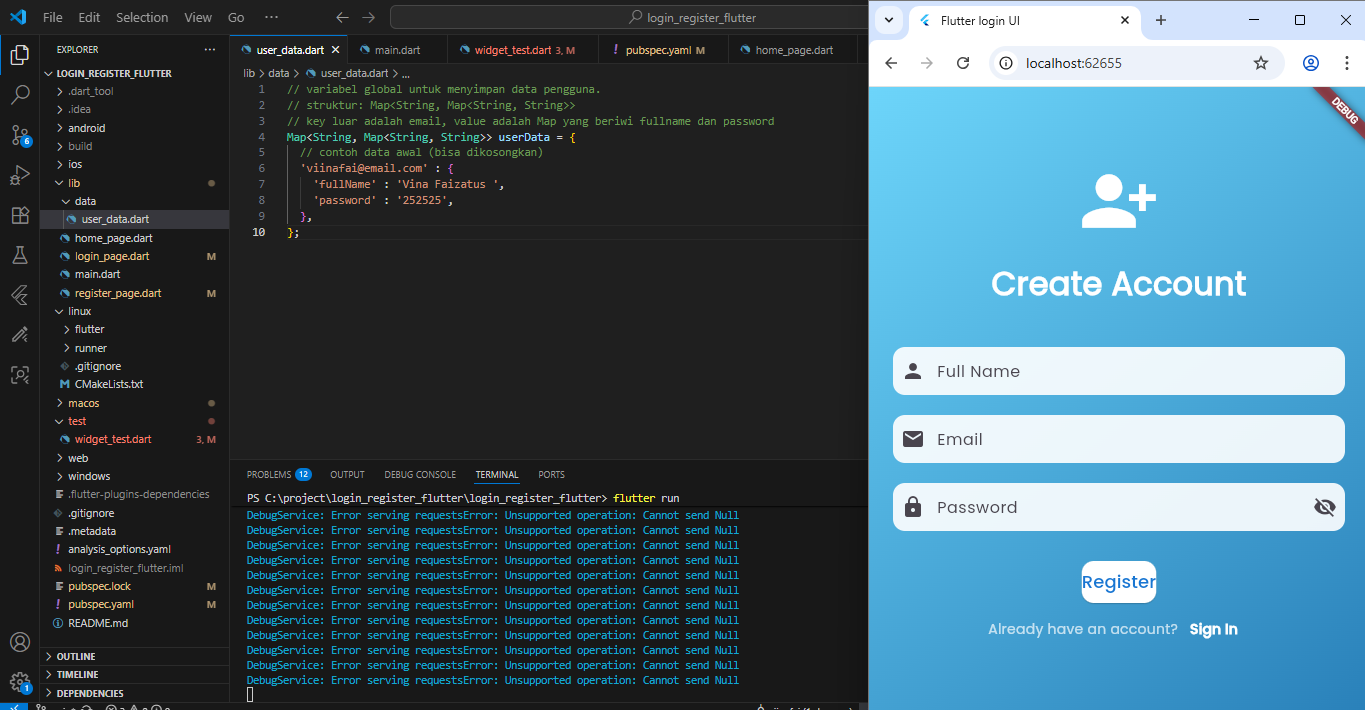 File Edit Selection View Go ···
login_register_flutter
EXPLORER ···
LOGIN_REGISTER_FLUTTER
.dart_tool
.idea
android
build
ios
lib
data
user_data.dart
home_page.dart
login_page.dart M
main.dart
register_page.dart M
linux
flutter
runner
.gitignore
M CMakeLists.txt
macos
test
widget_test.dart 3, M
web
windows
.flutter-plugins-dependencies
.gitignore
.metadata
! analysis_options.yaml
login_register_flutter.iml
pubspec.lock M
! pubspec.yaml M
README.md
OUTLINE
TIMELINE
DEPENDENCIES
6
1
user_data.dart main.dart widget_test.dart 3, M ! pubspec.yaml M home_page.dart
lib > data > user_data.dart > ...
1 // variabel global untuk menyimpan data pengguna.
2 // struktur: Map<String, Map<String, String>>
3 // key luar adalah email, value adalah Map yang beriwi fullname dan password
4 Map<String, Map<String, String>> userData = {
5 // contoh data awal (bisa dikosongkan)
6 'viinafai@email.com' : {
7 'fullName' : 'Vina Faizatus ',
8 'password' : '252525',
9 },
10 };
PROBLEMS 12 OUTPUT DEBUG CONSOLE TERMINAL PORTS
PS C:\project\login_register_flutter\login_register_flutter> flutter run
DebugService: Error serving requestsError: Unsupported operation: Cannot send Null
DebugService: Error serving requestsError: Unsupported operation: Cannot send Null
DebugService: Error serving requestsError: Unsupported operation: Cannot send Null
DebugService: Error serving requestsError: Unsupported operation: Cannot send Null
DebugService: Error serving requestsError: Unsupported operation: Cannot send Null
DebugService: Error serving requestsError: Unsupported operation: Cannot send Null
DebugService: Error serving requestsError: Unsupported operation: Cannot send Null
DebugService: Error serving requestsError: Unsupported operation: Cannot send Null
DebugService: Error serving requestsError: Unsupported operation: Cannot send Null
DebugService: Error serving requestsError: Unsupported operation: Cannot send Null
DebugService: Error serving requestsError: Unsupported operation: Cannot send Null
DebugService: Error serving requestsError: Unsupported operation: Cannot send Null
Flutter login UI
localhost:62655
DEBUG
Create Account
Full Name
Email
Password
Register
Already have an account? Sign In